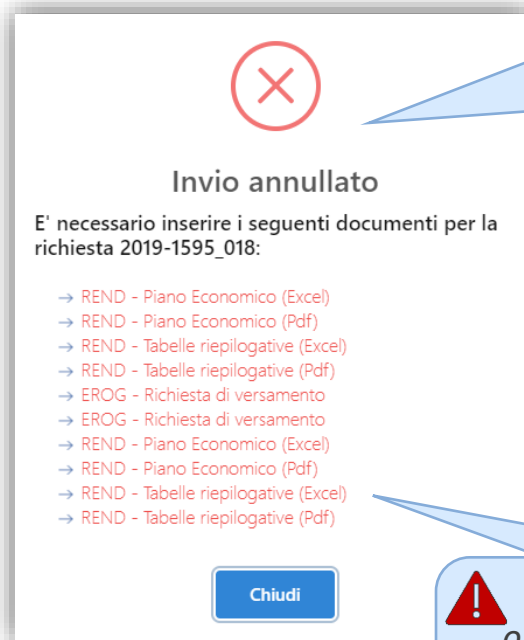 Invio annullato
E' necessario inserire i seguenti documenti per la
richiesta 2019-1595_018:
→ REND - Piano Economico (Excel)
→ REND - Piano Economico (Pdf)
→ REND - Tabelle riepilogative (Excel)
→ REND - Tabelle riepilogative (Pdf)
→ EROG - Richiesta di versamento
→ EROG - Richiesta di versamento
→ REND - Piano Economico (Excel)
→ REND - Piano Economico (Pdf)
→ REND - Tabelle riepilogative (Excel)
→ REND - Tabelle riepilogative (Pdf)
Chiudi